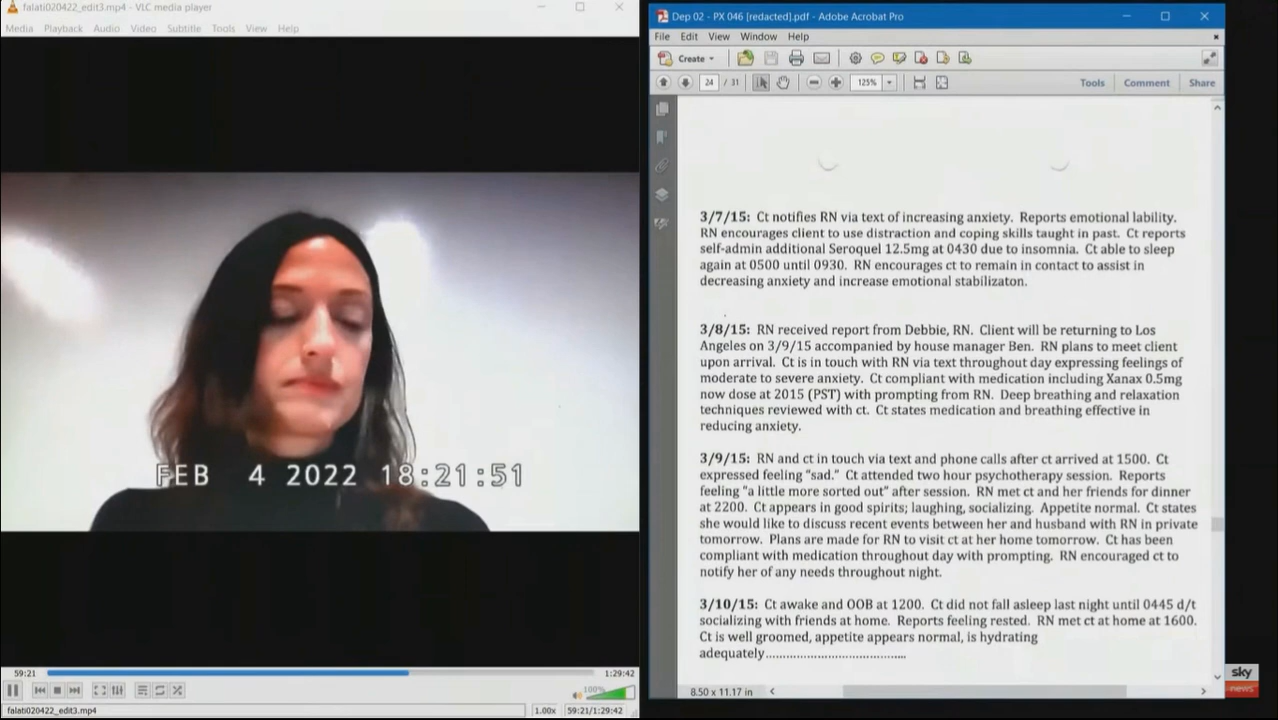 falati020422_edit3.mp4 - VLC media player
Media Playback Audio Video Subtitle Tools View Help
FEB 4 2022 18:21:51
59:21
1:29:42
100%
falati020422_edit3.mp4
1.00x
59:21/1:29:42
Dep 02 - PX 046 [redacted].pdf - Adobe Acrobat Pro
File Edit View Window Help
Create
24 / 31
125%
Tools Comment Share
3/7/15: Ct notifies RN via text of increasing anxiety. Reports emotional lability.
RN encourages client to use distraction and coping skills taught in past. Ct reports
self-admin additional Seroquel 12.5mg at 0430 due to insomnia. Ct able to sleep
again at 0500 until 0930. RN encourages ct to remain in contact to assist in
decreasing anxiety and increase emotional stabilizaton.
3/8/15: RN received report from Debbie, RN. Client will be returning to Los
Angeles on 3/9/15 accompanied by house manager Ben. RN plans to meet client
upon arrival. Ct is in touch with RN via text throughout day expressing feelings of
moderate to severe anxiety. Ct compliant with medication including Xanax 0.5mg
now dose at 2015 (PST) with prompting from RN. Deep breathing and relaxation
techniques reviewed with ct. Ct states medication and breathing effective in
reducing anxiety.
3/9/15: RN and ct in touch via text and phone calls after ct arrived at 1500. Ct
expressed feeling "sad." Ct attended two hour psychotherapy session. Reports
feeling "a little more sorted out" after session. RN met ct and her friends for dinner
at 2200. Ct appears in good spirits; laughing, socializing. Appetite normal. Ct states
she would like to discuss recent events between her and husband with RN in private
tomorrow. Plans are made for RN to visit ct at her home tomorrow. Ct has been
compliant with medication throughout day with prompting. RN encouraged ct to
notify her of any needs throughout night.
3/10/15: Ct awake and OOB at 1200. Ct did not fall asleep last night until 0445 d/t
socializing with friends at home. Reports feeling rested. RN met ct at home at 1600.
Ct is well groomed, appetite appears normal, is hydrating
adequately........................................
8.50 x 11.17 in
sky
news